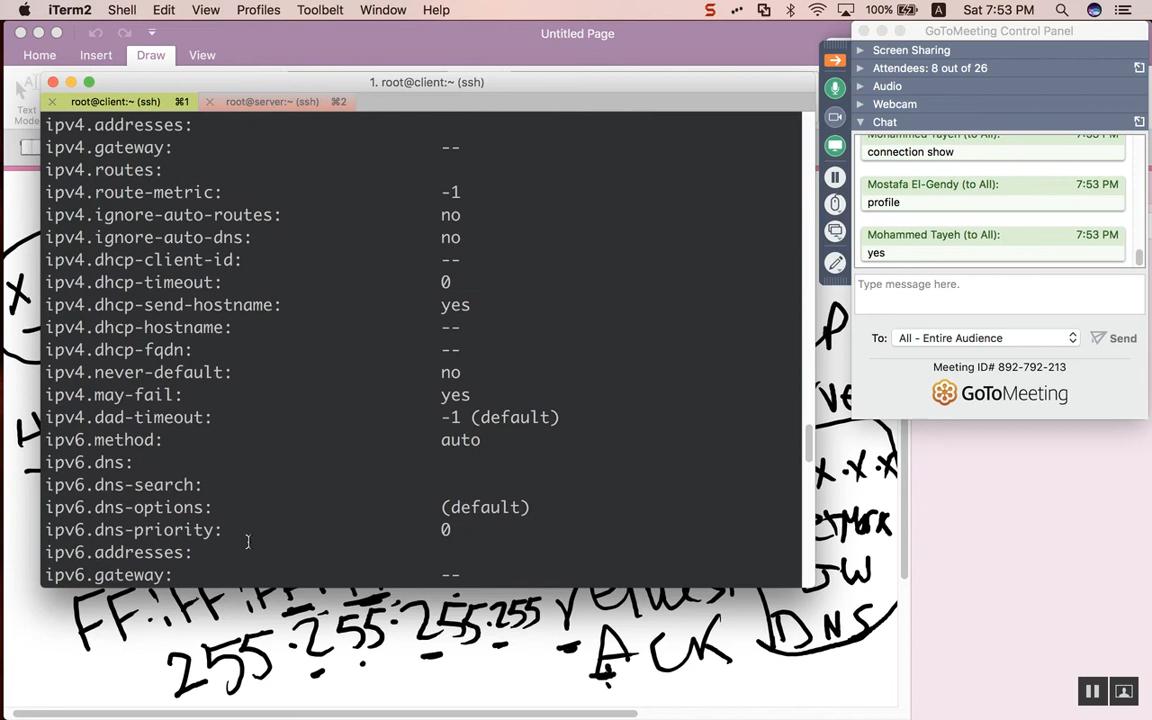 iTerm2 Shell Edit View Profiles Toolbelt Window Help
100% A Sat 7:53 PM
Untitled Page
Home Insert Draw View
1. root@client:~ (ssh)
root@client:~ (ssh) ⌘1 root@server:~ (ssh) ⌘2
ipv4.addresses:
ipv4.gateway: --
ipv4.routes:
ipv4.route-metric: -1
ipv4.ignore-auto-routes: no
ipv4.ignore-auto-dns: no
ipv4.dhcp-client-id: --
ipv4.dhcp-timeout: 0
ipv4.dhcp-send-hostname: yes
ipv4.dhcp-hostname: --
ipv4.dhcp-fqdn: --
ipv4.never-default: no
ipv4.may-fail: yes
ipv4.dad-timeout: -1 (default)
ipv6.method: auto
ipv6.dns:
ipv6.dns-search:
ipv6.dns-options: (default)
ipv6.dns-priority: 0
ipv6.addresses:
ipv6.gateway: --
GoToMeeting Control Panel
Screen Sharing
Attendees: 8 out of 26
Audio
Webcam
Chat
Mohammed Tayeh (to All): 7:53 PM
connection show
Mostafa El-Gendy (to All): 7:53 PM
profile
Mohammed Tayeh (to All): 7:53 PM
yes
Type message here.
To: All - Entire Audience Send
Meeting ID# 892-792-213
GoToMeeting
X
P
X.X.X
SW
DNS
255.255.255.255
ACK